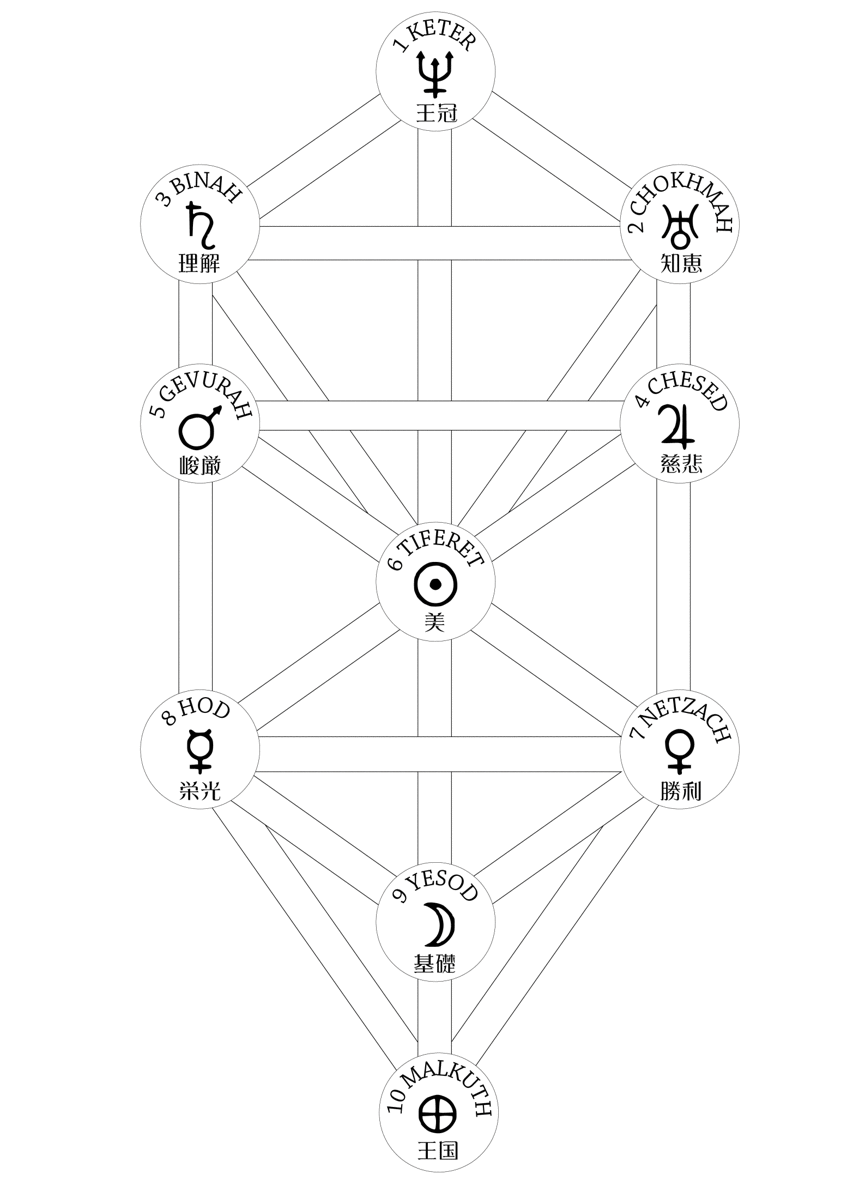 1 KETER
王冠
3 BINAH
理解
2 CHOKHMAH
知恵
5 GEVURAH
峻厳
4 CHESED
慈悲
6 TIFERET
美
8 HOD
栄光
7 NETZACH
勝利
9 YESOD
基礎
10 MALKUTH
王国